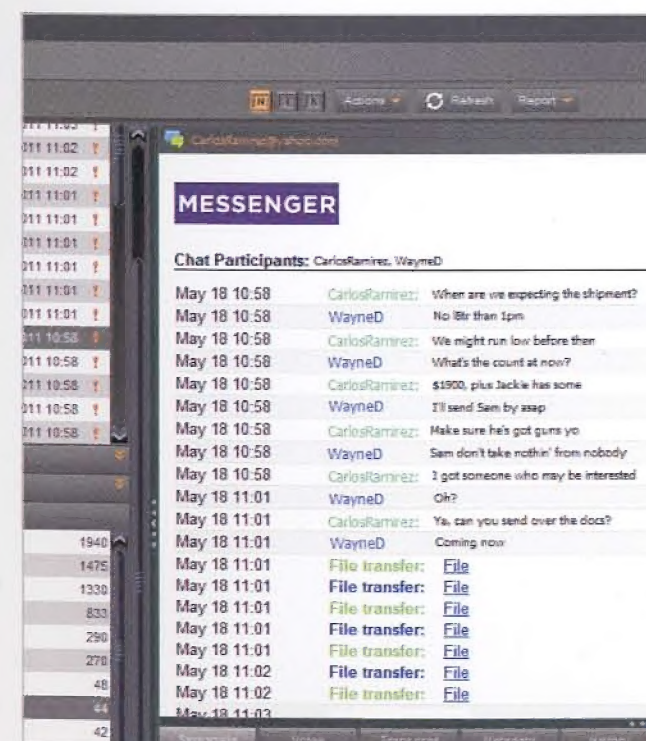 Actions Refresh Report
011 11:02 !
011 11:02 !
011 11:01 !
011 11:01 !
011 11:01 !
011 11:01 !
011 11:01 !
011 11:01 !
011 10:58
011 10:58 !
011 10:58 !
011 10:58 !
011 10:58 !
1940
1475
1330
833
290
270
48
44
42
CarlosRamirez@yahoo.com
MESSENGER
Chat Participants: CarlosRamirez, WayneD
May 18 10:58 CarlosRamirez: When are we expecting the shipment?
May 18 10:58 WayneD No l8tr than 1pm
May 18 10:58 CarlosRamirez: We might run low before then
May 18 10:58 WayneD What's the count at now?
May 18 10:58 CarlosRamirez: $1900, plus Jackie has some
May 18 10:58 WayneD I'll send Sam by asap
May 18 10:58 CarlosRamirez: Make sure he's got guns yo
May 18 10:58 WayneD Sam don't take nothin' from nobody
May 18 10:58 CarlosRamirez: I got someone who may be interested
May 18 11:01 WayneD Oh?
May 18 11:01 CarlosRamirez: Ya, can you send over the docs?
May 18 11:01 WayneD Coming now
May 18 11:01 File transfer: File
May 18 11:01 File transfer: File
May 18 11:01 File transfer: File
May 18 11:01 File transfer: File
May 18 11:01 File transfer: File
May 18 11:02 File transfer: File
May 18 11:02 File transfer: File
May 18 11:03